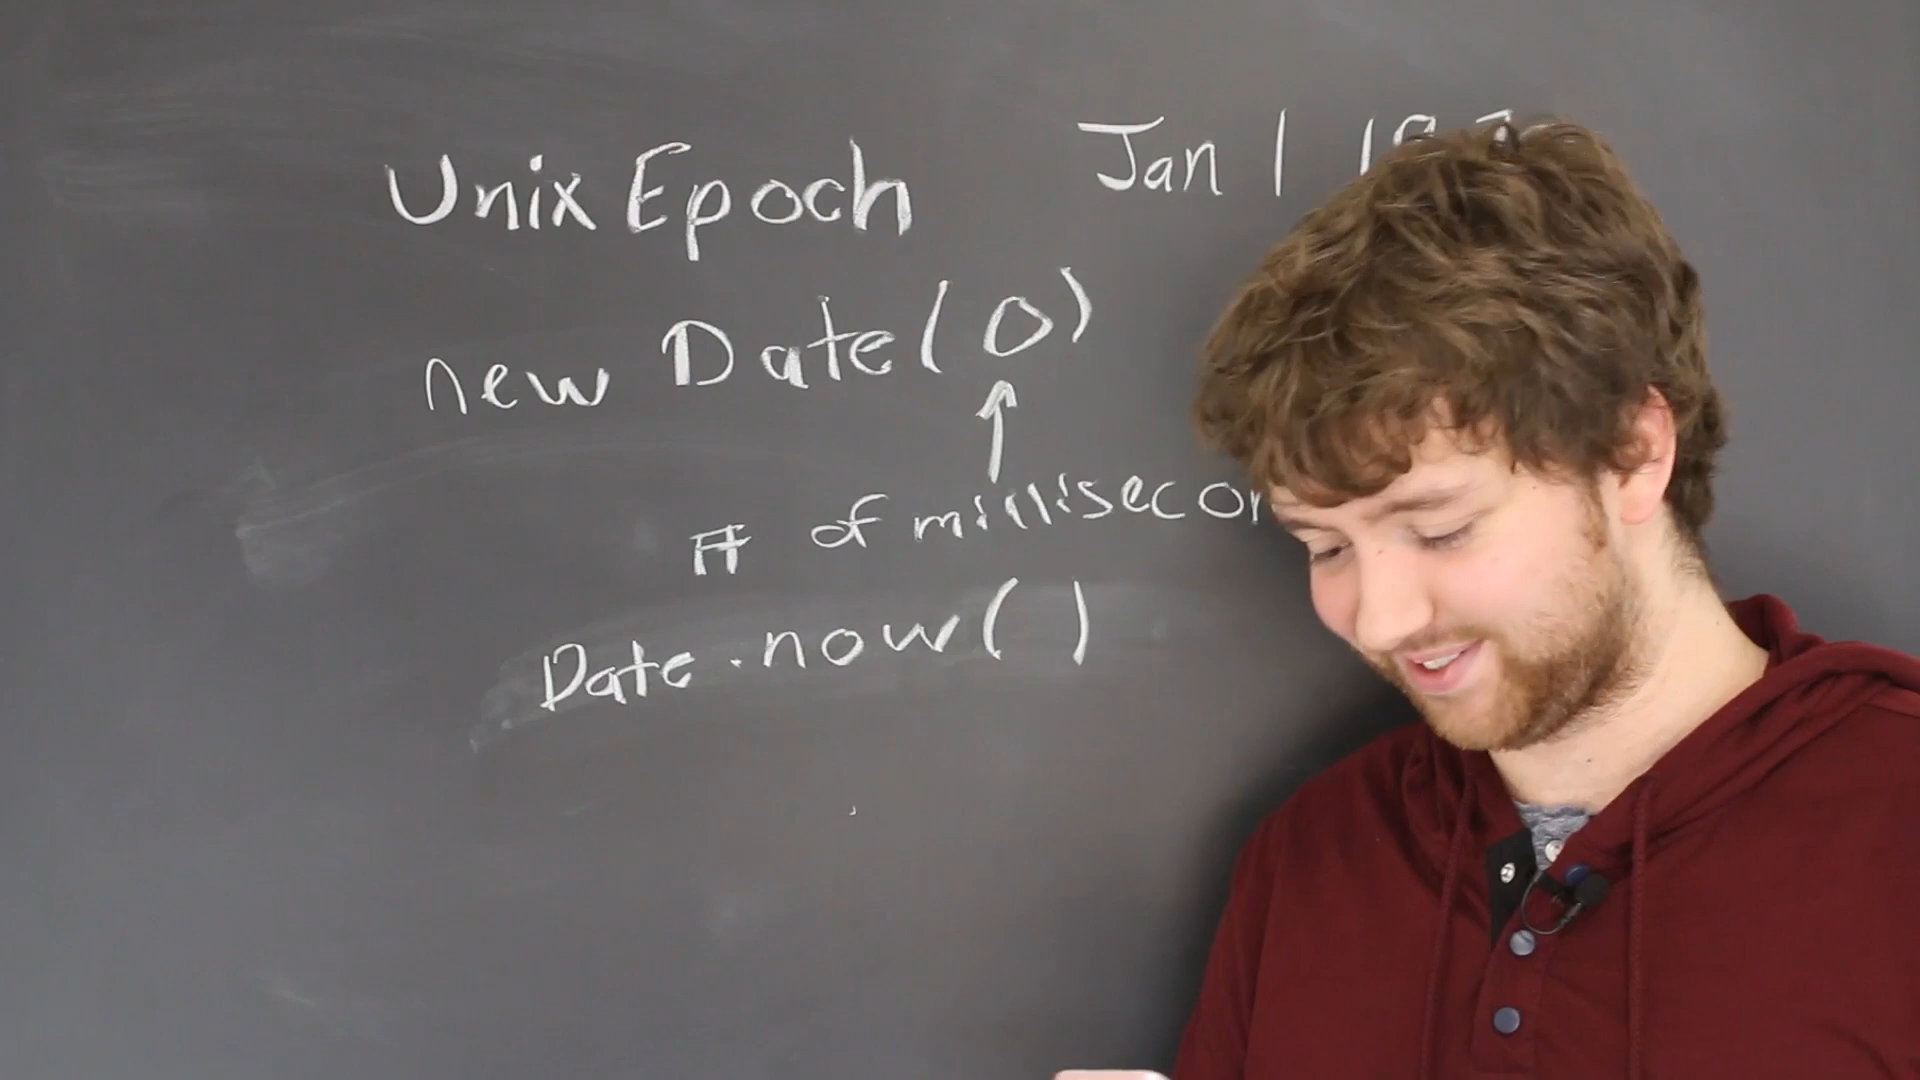 Unix Epoch Jan 1
new Date(0)
↑
# of millisecon
Date.now( )